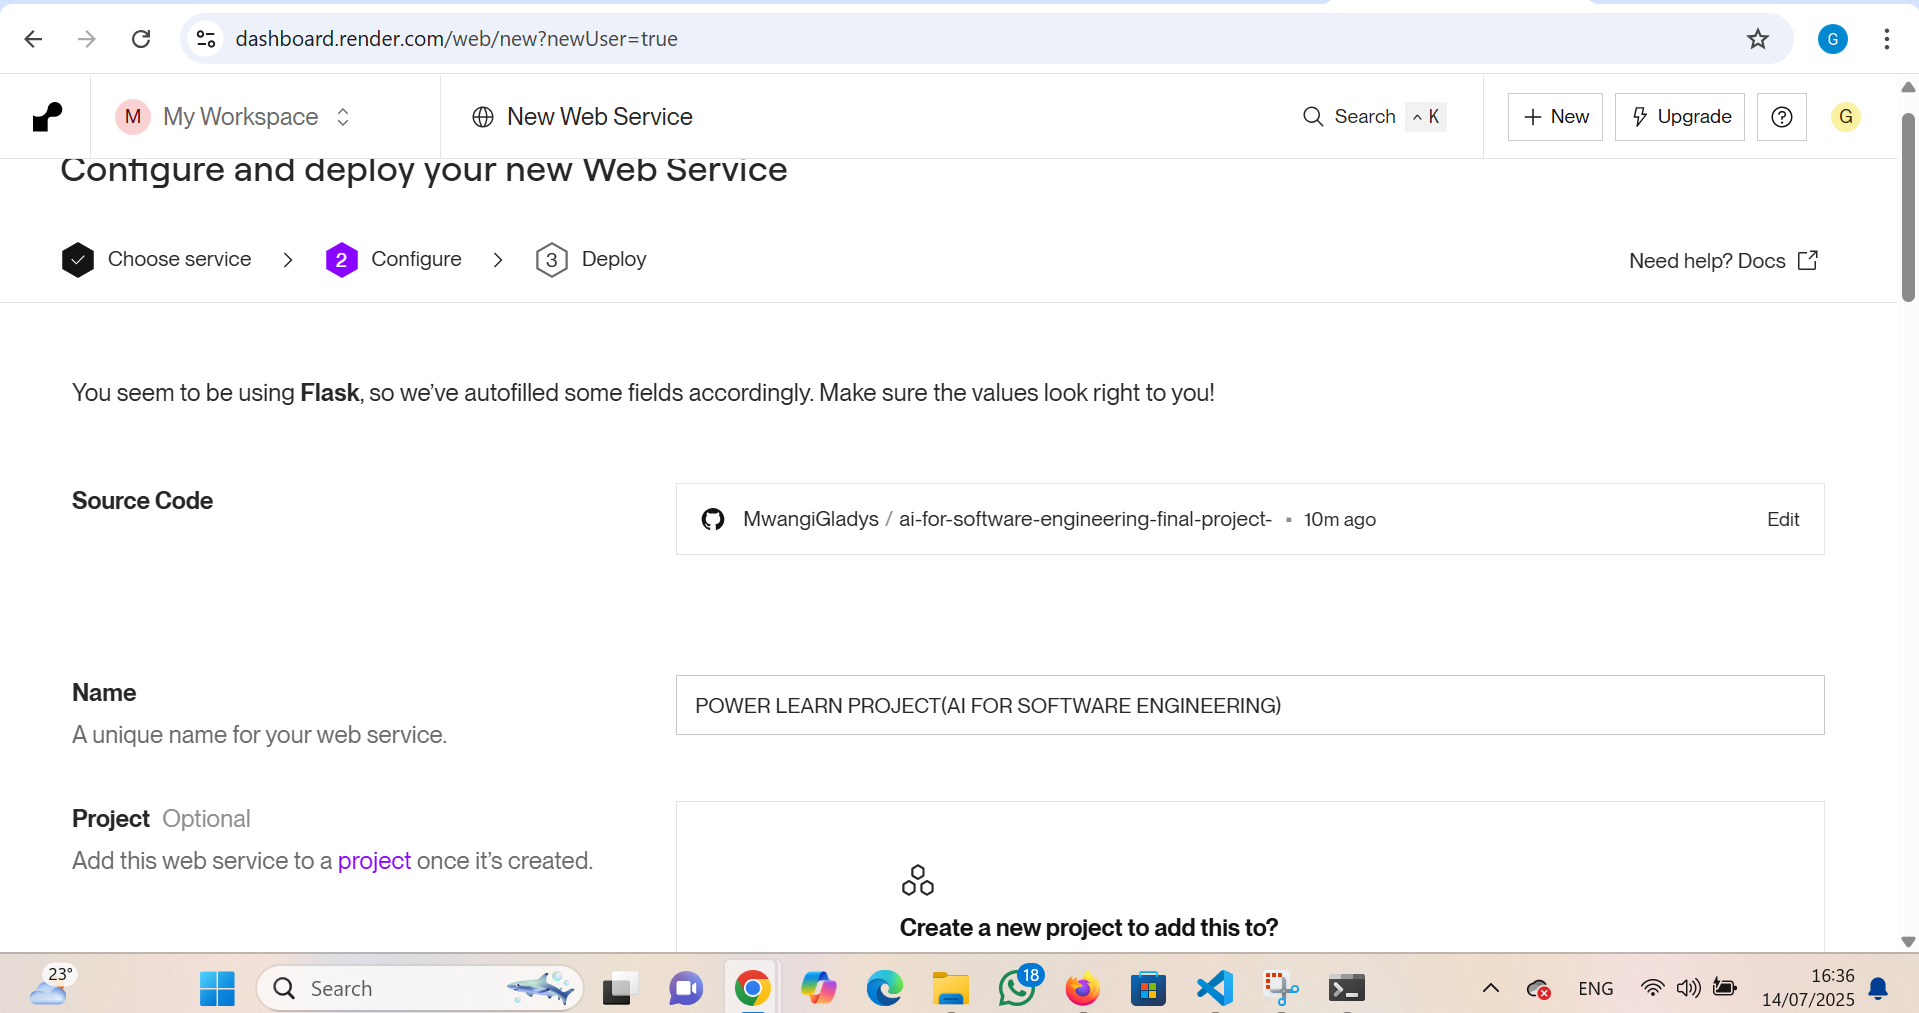 dashboard.render.com/web/new?newUser=true
G
M My Workspace
New Web Service
Search ^ K
+ New
Upgrade
G
Configure and deploy your new Web Service
Choose service
2 Configure
3 Deploy
Need help? Docs
You seem to be using Flask, so we’ve autofilled some fields accordingly. Make sure the values look right to you!
Source Code
MwangiGladys / ai-for-software-engineering-final-project- ▪ 10m ago
Edit
Name
A unique name for your web service.
POWER LEARN PROJECT(AI FOR SOFTWARE ENGINEERING)
Project Optional
Add this web service to a project once it’s created.
Create a new project to add this to?
23°
Search
18
ENG
16:36
14/07/2025